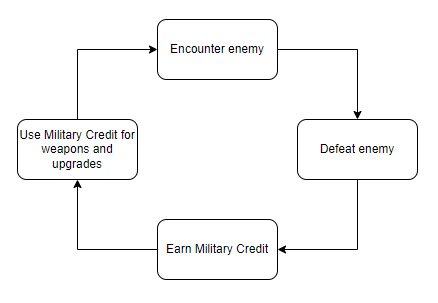 Encounter enemy
Defeat enemy
Earn Military Credit
Use Military Credit for
weapons and
upgrades